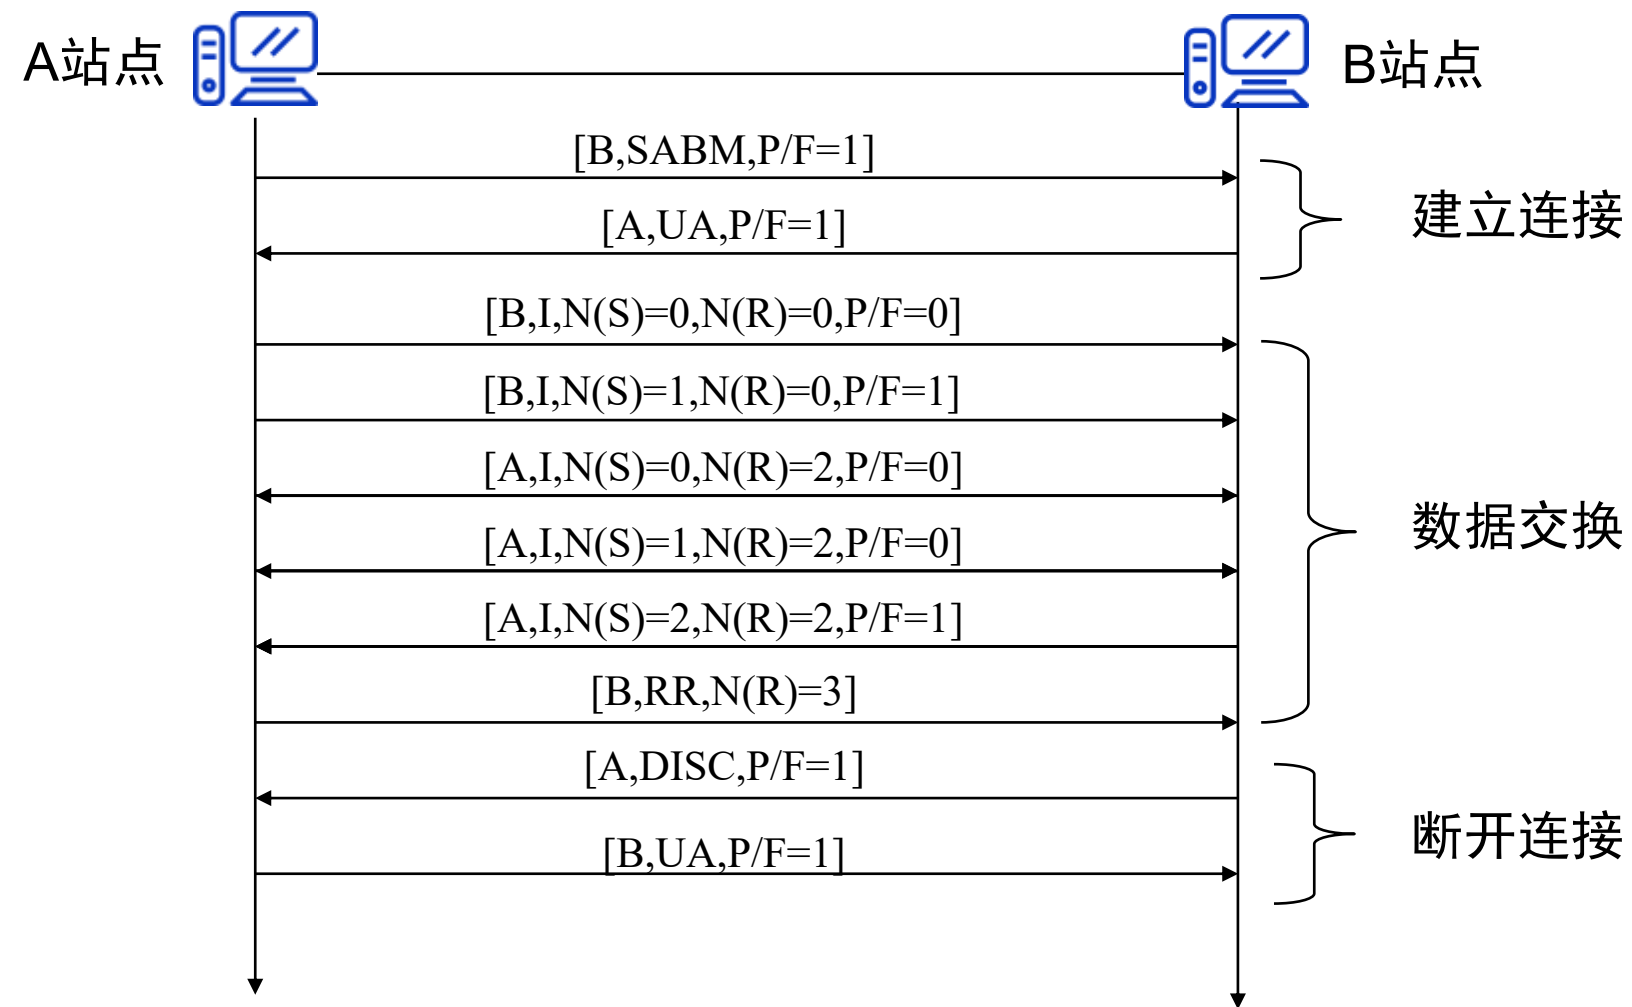 A站点
B站点
[B,SABM,P/F=1]
[A,UA,P/F=1]
建立连接
[B,I,N(S)=0,N(R)=0,P/F=0]
[B,I,N(S)=1,N(R)=0,P/F=1]
[A,I,N(S)=0,N(R)=2,P/F=0]
[A,I,N(S)=1,N(R)=2,P/F=0]
数据交换
[A,I,N(S)=2,N(R)=2,P/F=1]
[B,RR,N(R)=3]
[A,DISC,P/F=1]
[B,UA,P/F=1]
断开连接